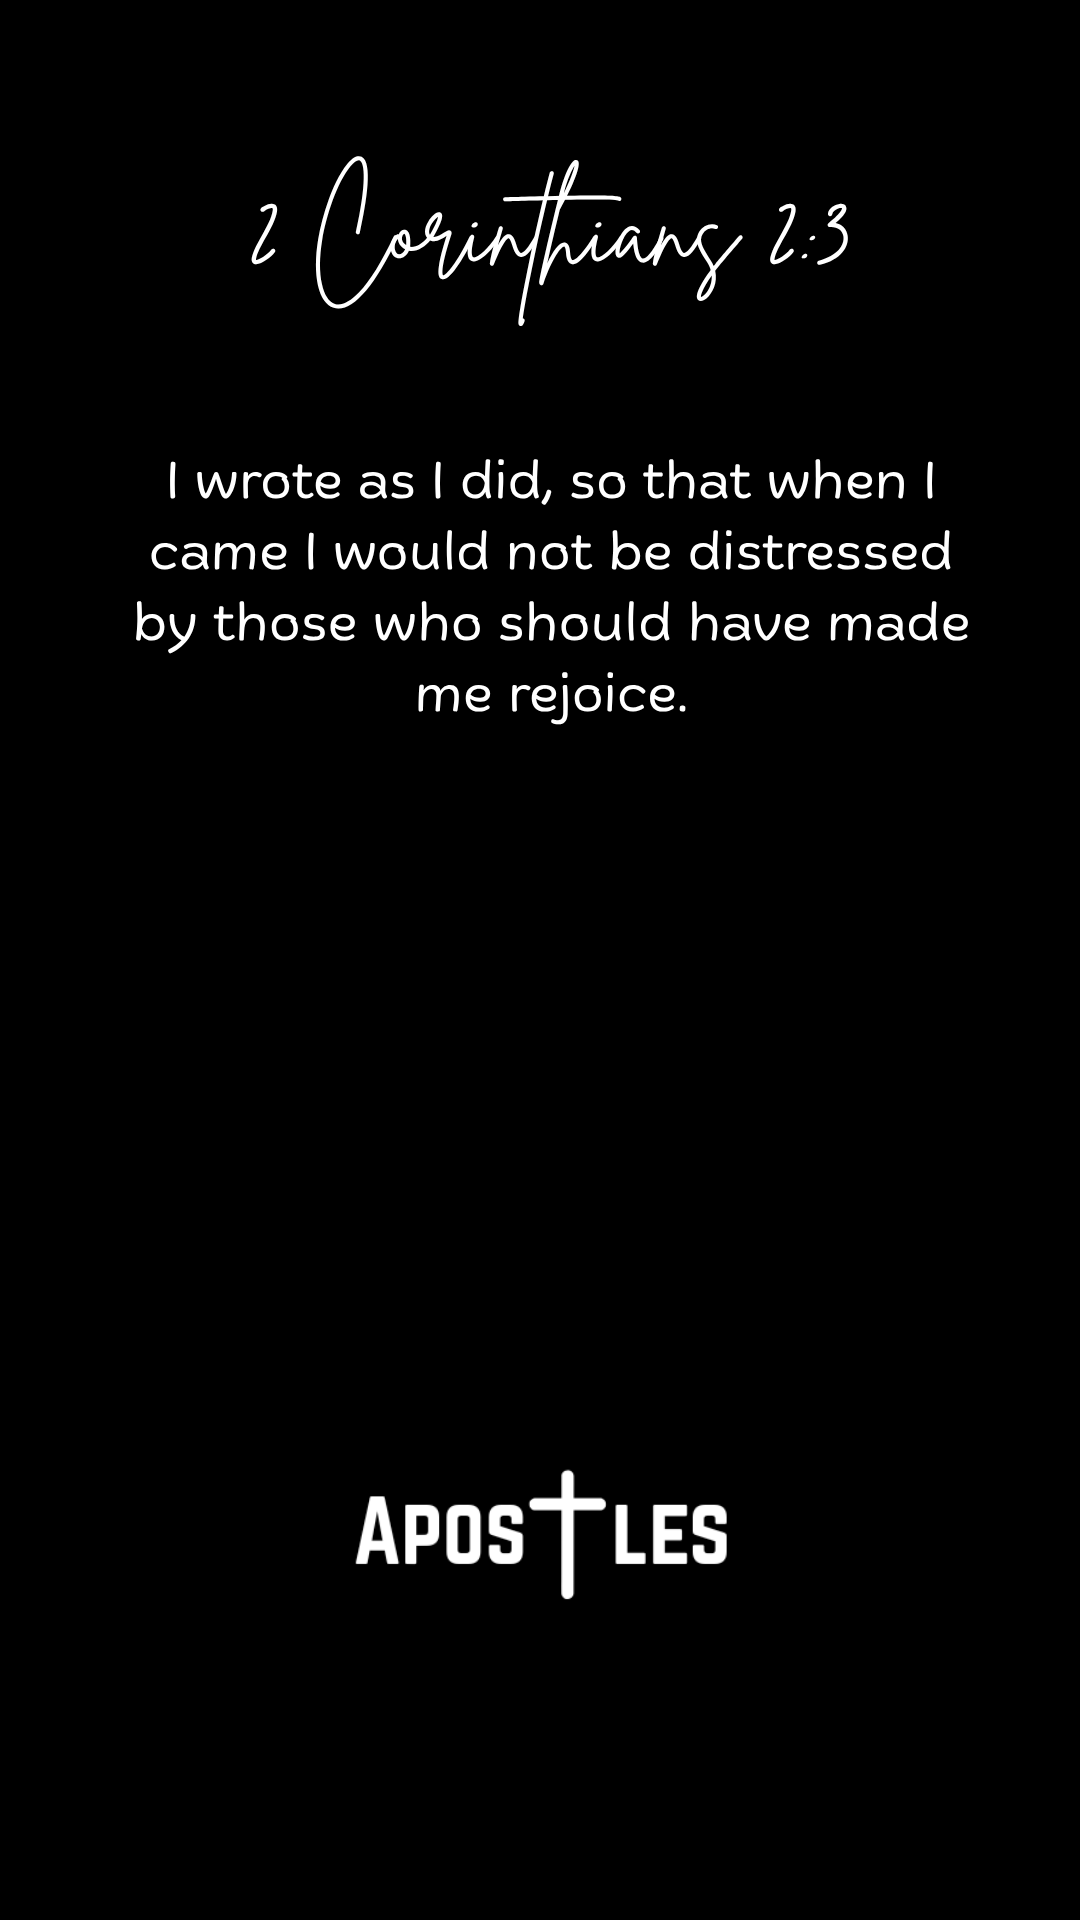 2 Corinthians 2:3
I wrote as I did, so that when I
came I would not be distressed
by those who should have made
me rejoice.
APOSTLES